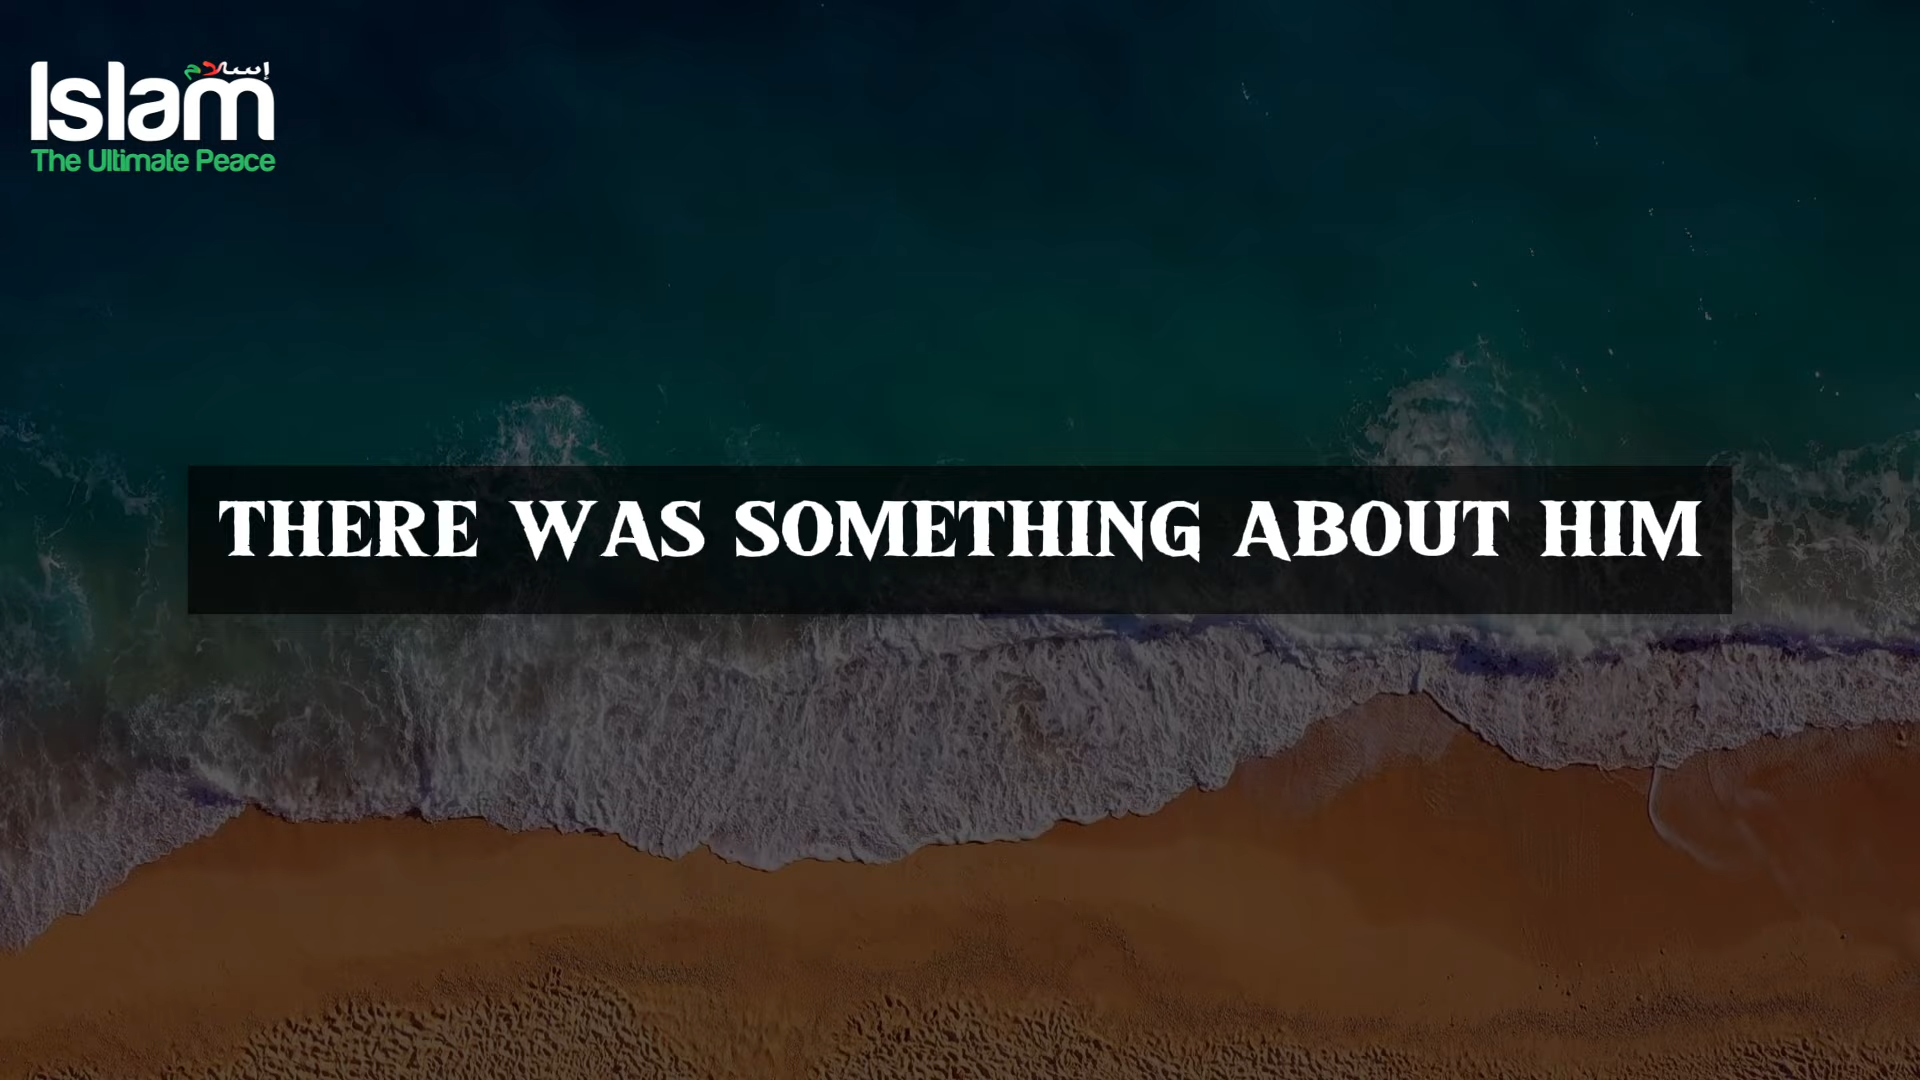 إسلام
Islam
The Ultimate Peace
THERE WAS SOMETHING ABOUT HIM